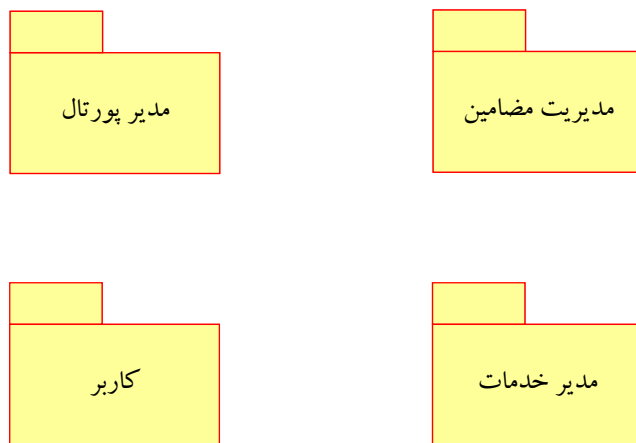 مدیریت مضامین
مدیر پورتال
مدیر خدمات
کاربر